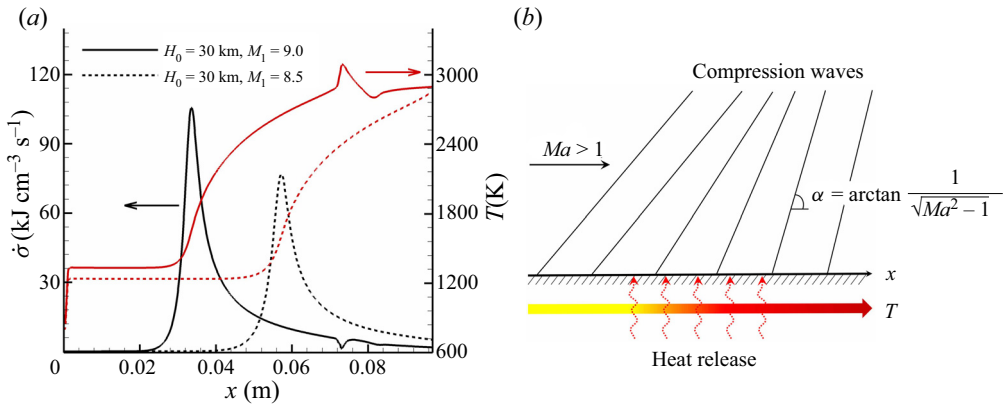 (a)
H₀ = 30 km, M₁ = 9.0
H₀ = 30 km, M₁ = 8.5
120
90
60
30
σ̇ (kJ cm⁻³ s⁻¹)
3000
2400
1800
1200
600
T(K)
0
0.02
0.04
0.06
0.08
x (m)
(b)
Compression waves
Ma > 1
α = arctan 1/√(Ma² − 1)
x
T
Heat release